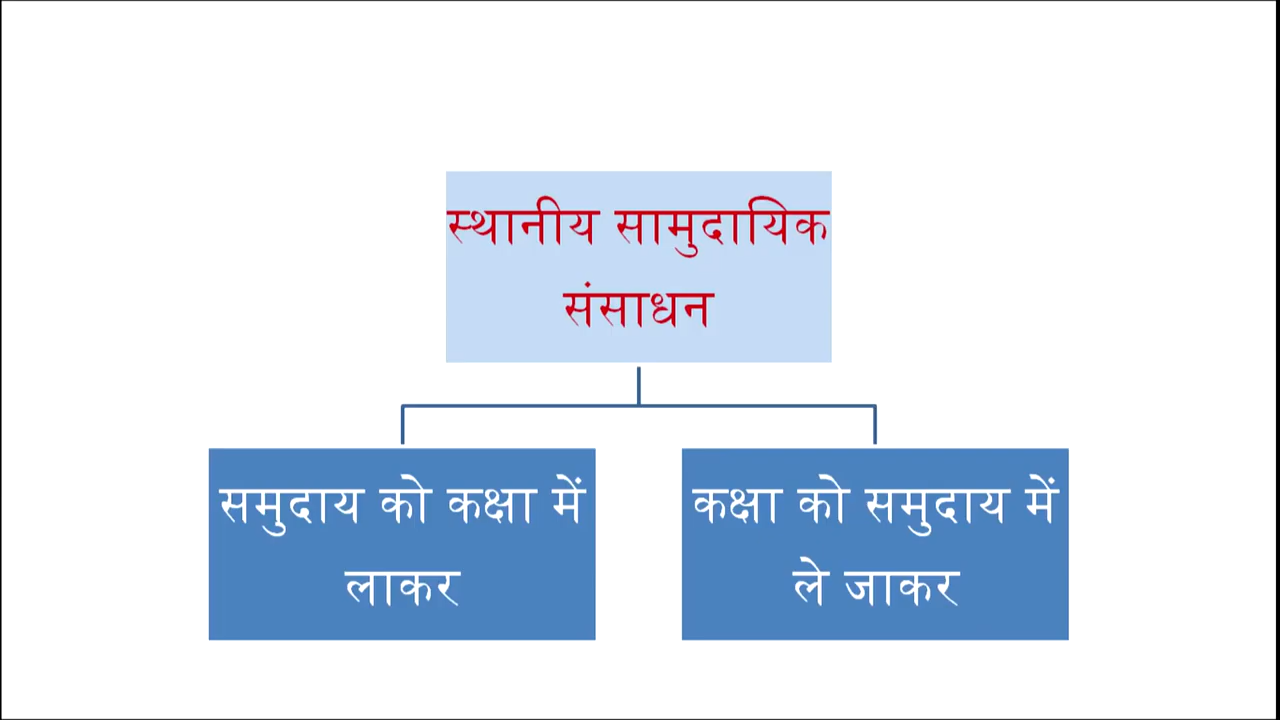 स्थानीय सामुदायिक
संसाधन
समुदाय को कक्षा में
लाकर
कक्षा को समुदाय में
ले जाकर